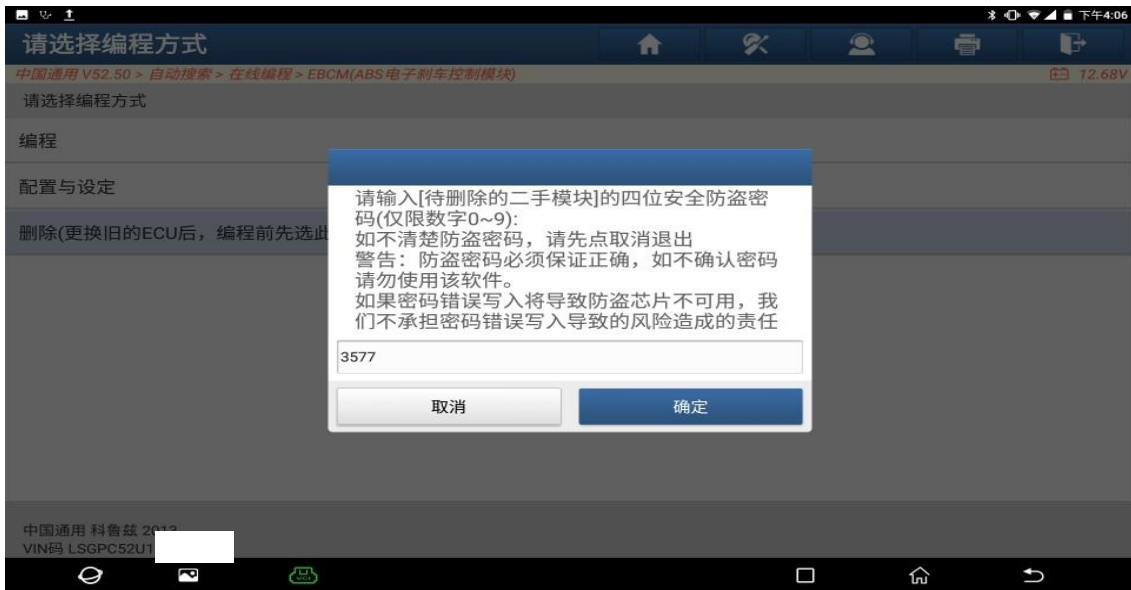 下午4:06
请选择编程方式
中国通用 V52.50 > 自动搜索 > 在线编程 > EBCM(ABS电子刹车控制模块)
12.68V
请选择编程方式
编程
配置与设定
删除(更换旧的ECU后，编程前先选此
请输入[待删除的二手模块]的四位安全防盗密
码(仅限数字0~9):
如不清楚防盗密码，请先点取消退出
警告：防盗密码必须保证正确，如不确认密码
请勿使用该软件。
如果密码错误写入将导致防盗芯片不可用，我
们不承担密码错误写入导致的风险造成的责任
3577
取消
确定
中国通用 科鲁兹
VIN码 LSGPC52U1
VCI